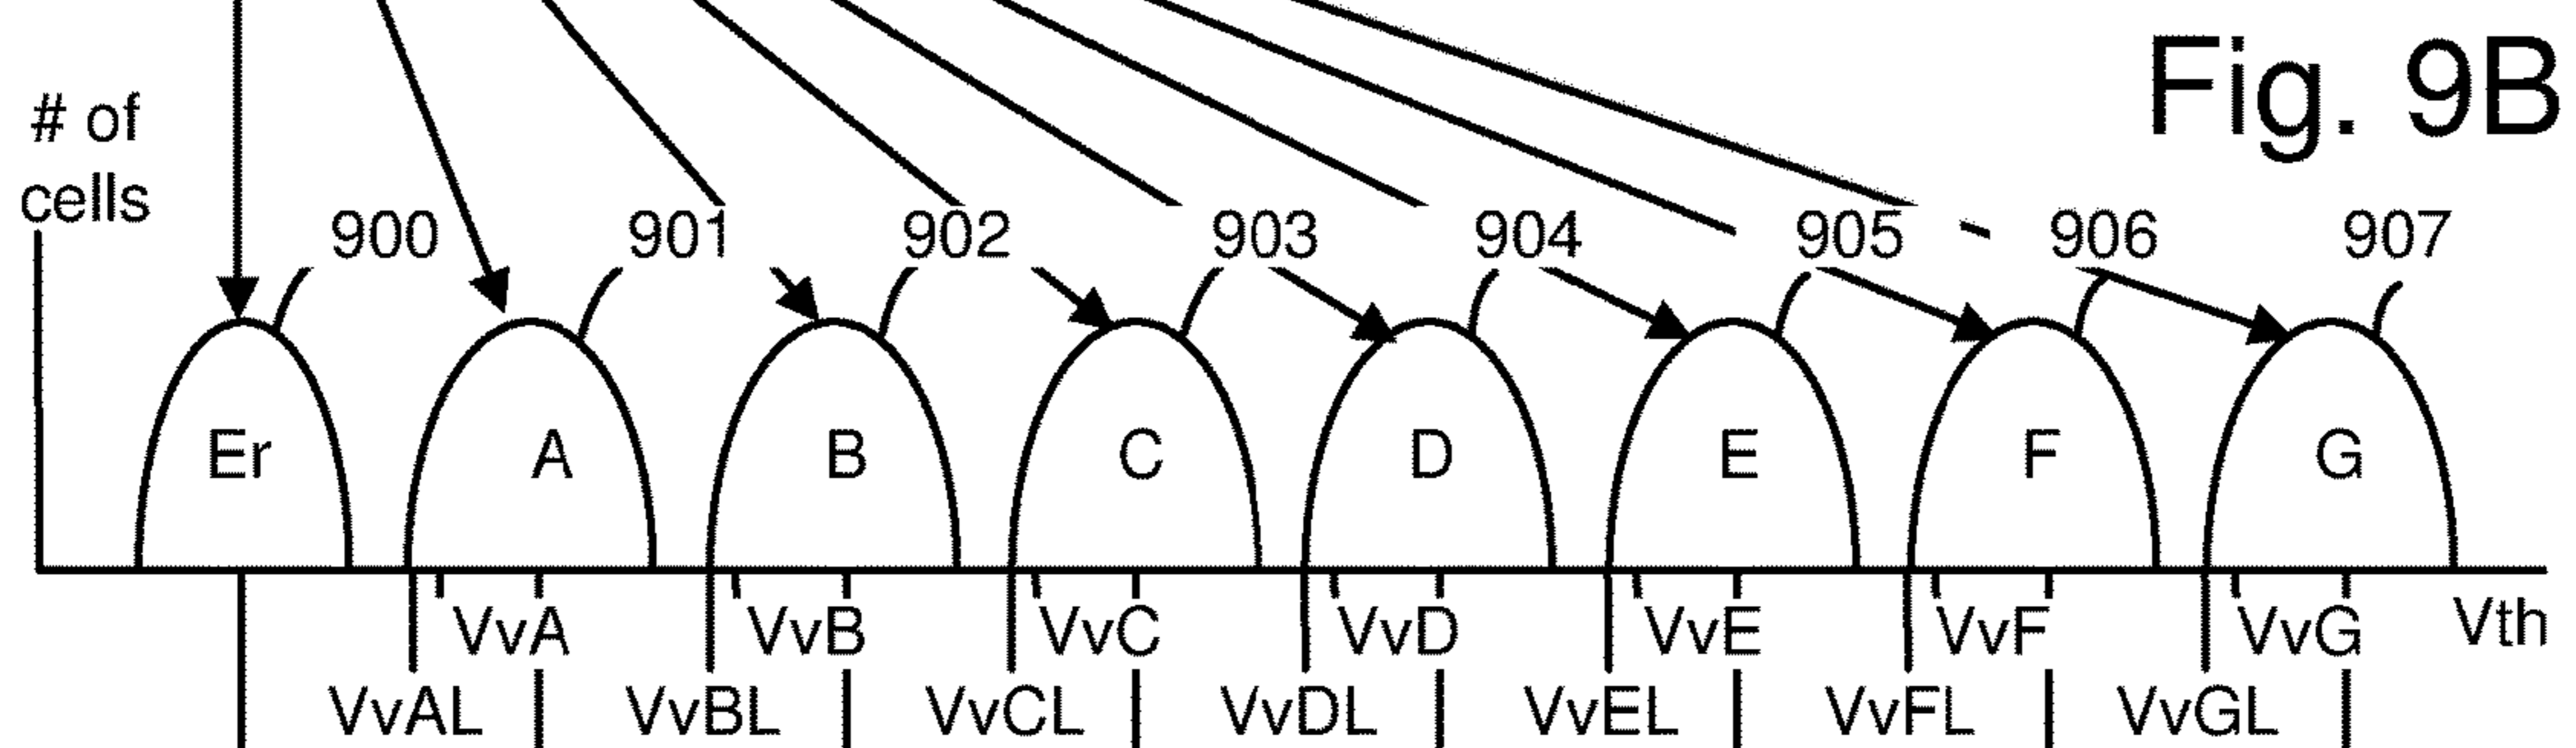 Fig. 9B
# of
cells
900 901 902 903 904 905 906 907
Er A B C D E F G
VvA VvB VvC VvD VvE VvF VvG Vth
VvAL VvBL VvCL VvDL VvEL VvFL VvGL